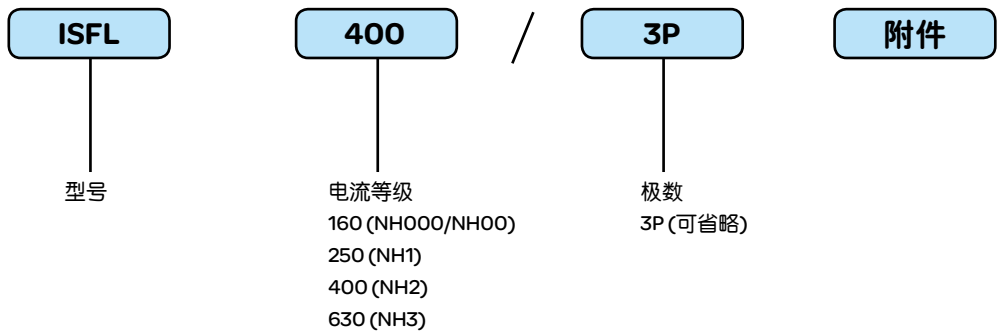 ISFL 400 / 3P 附件
型号 电流等级 极数
160 (NH000/NH00) 3P (可省略)
250 (NH1)
400 (NH2)
630 (NH3)